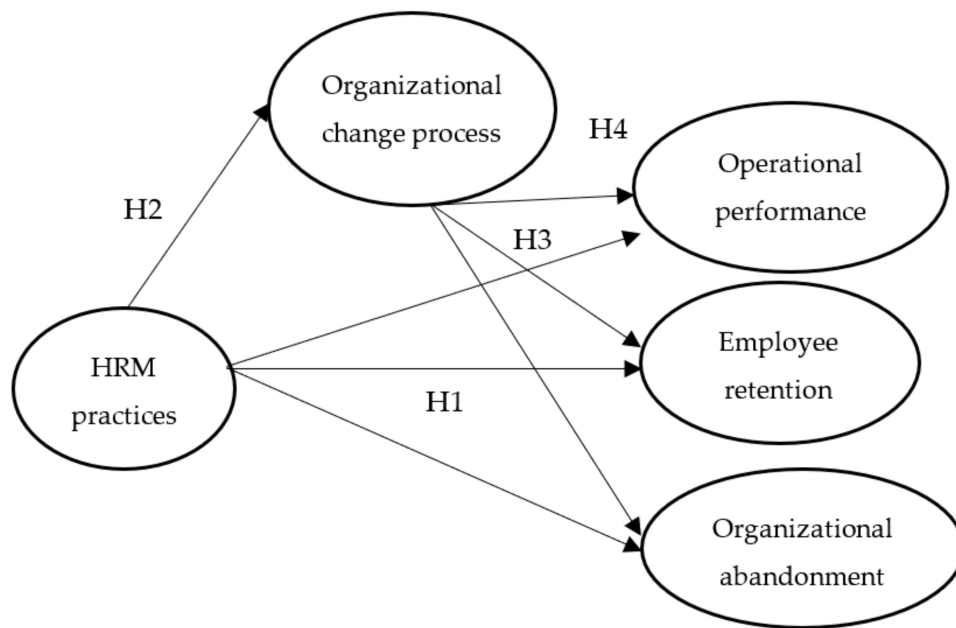 Organizational
change process
H4
Operational
performance
H2
H3
HRM
practices
Employee
retention
H1
Organizational
abandonment